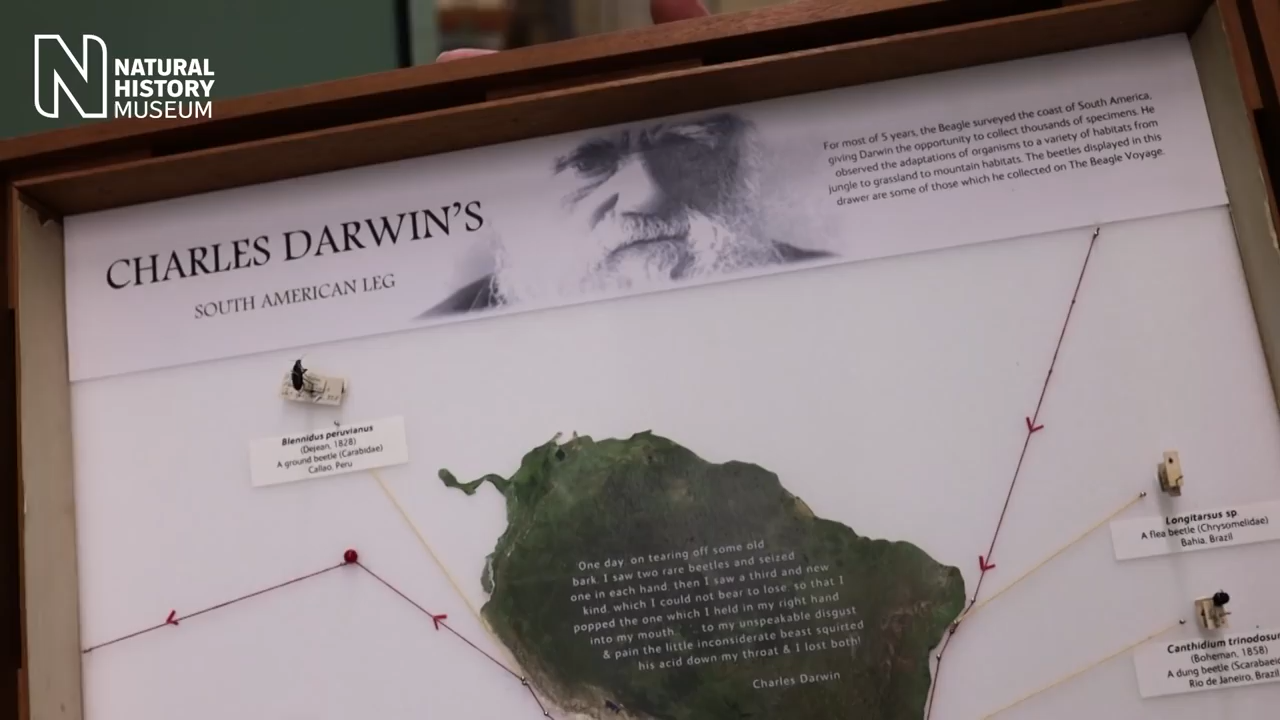 NATURAL
HISTORY
MUSEUM
CHARLES DARWIN'S
SOUTH AMERICAN LEG
For most of 5 years, the Beagle surveyed the coast of South America,
giving Darwin the opportunity to collect thousands of specimens. He
observed the adaptations of organisms to a variety of habitats from
jungle to grassland to mountain habitats. The beetles displayed in this
drawer are some of those which he collected on The Beagle Voyage.
Blennidus peruvianus
(Dejean, 1828)
A ground beetle (Carabidae)
Callao, Peru
One day, on tearing off some old
bark, I saw two rare beetles and seized
one in each hand; then I saw a third and new
kind, which I could not bear to lose, so that I
popped the one which I held in my right hand
into my mouth. . . . to my unspeakable disgust
& pain the little inconsiderate beast squirted
his acid down my throat & I lost both!
Charles Darwin
Longitarsus sp
A flea beetle (Chrysomelidae)
Bahia, Brazil
Canthidium trinodosum
(Boheman, 1858)
A dung beetle (Scarabaeid
Rio de Janeiro, Brazil